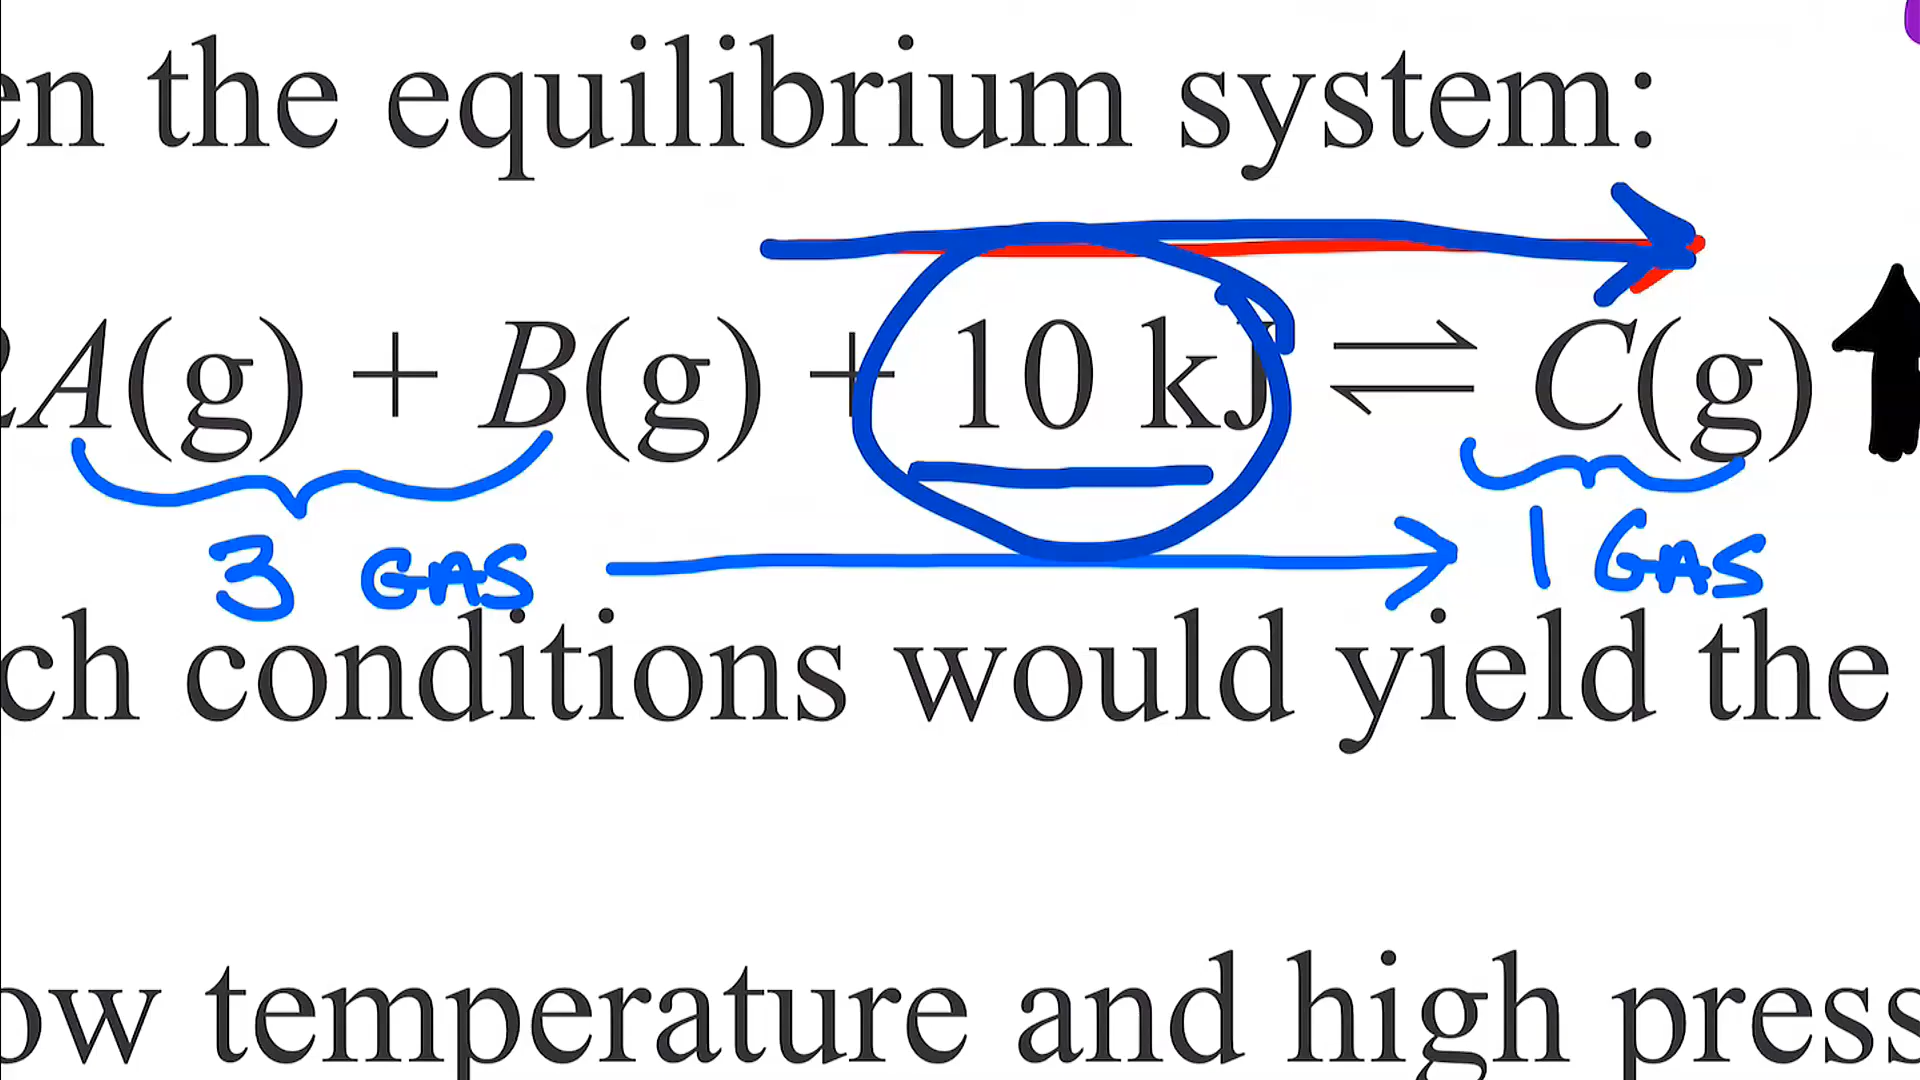 en the equilibrium system:
2A(g) + B(g) + 10 kJ ⇌ C(g)
3 GAS 1 GAS
ch conditions would yield the
ow temperature and high press